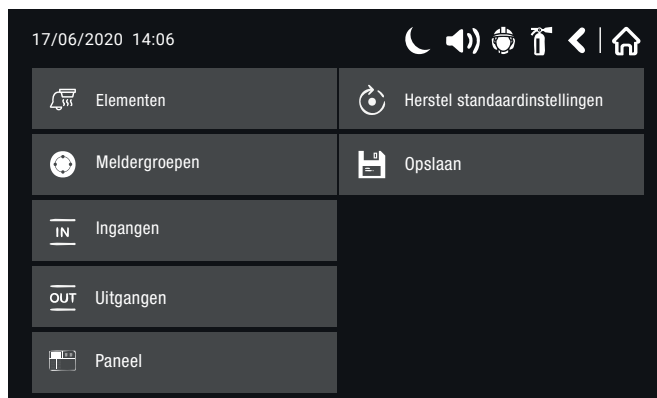 17/06/2020 14:06
Elementen
Herstel standaardinstellingen
Meldergroepen
Opslaan
IN Ingangen
OUT Uitgangen
Paneel